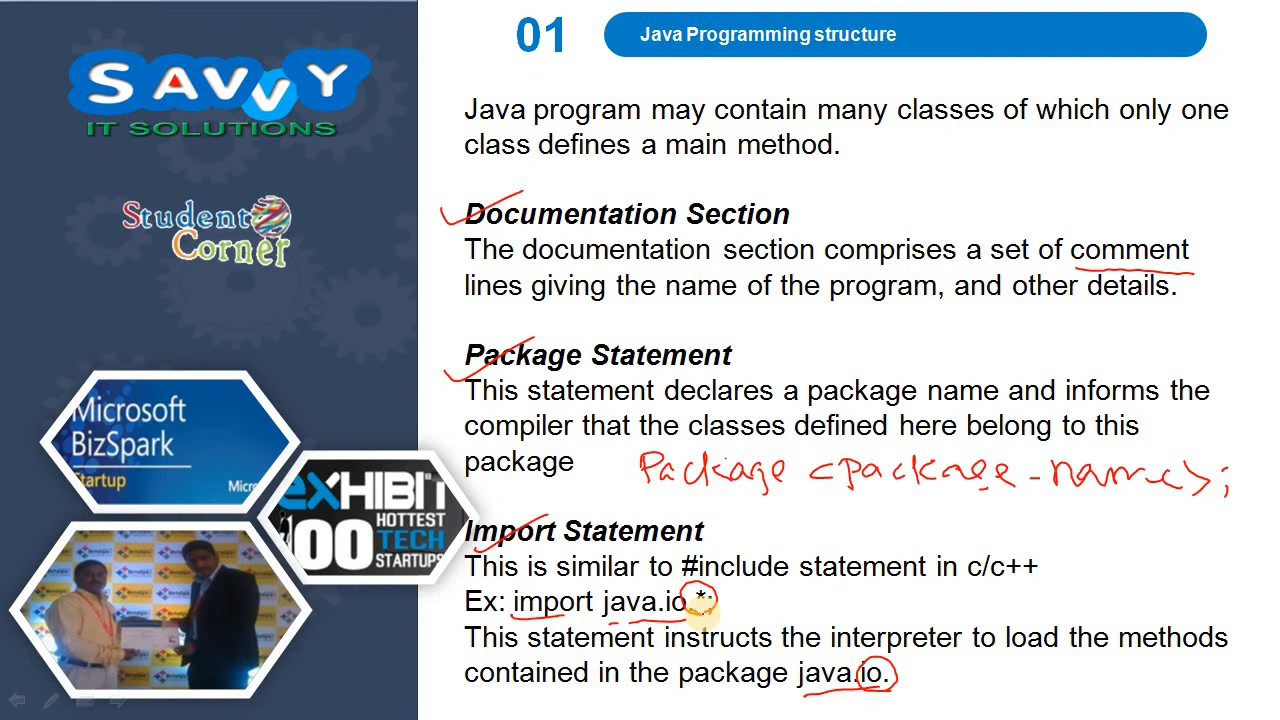 SAVVY
IT SOLUTIONS
Student
Corner
Microsoft
BizSpark
Startup
Micros
eXHIBIT
100 HOTTEST
TECH
STARTUPS
01
Java Programming structure
Java program may contain many classes of which only one
class defines a main method.
Documentation Section
The documentation section comprises a set of comment
lines giving the name of the program, and other details.
Package Statement
This statement declares a package name and informs the
compiler that the classes defined here belong to this
package
Package <package-name>;
Import Statement
This is similar to #include statement in c/c++
Ex: import java.io.*;
This statement instructs the interpreter to load the methods
contained in the package java.io.